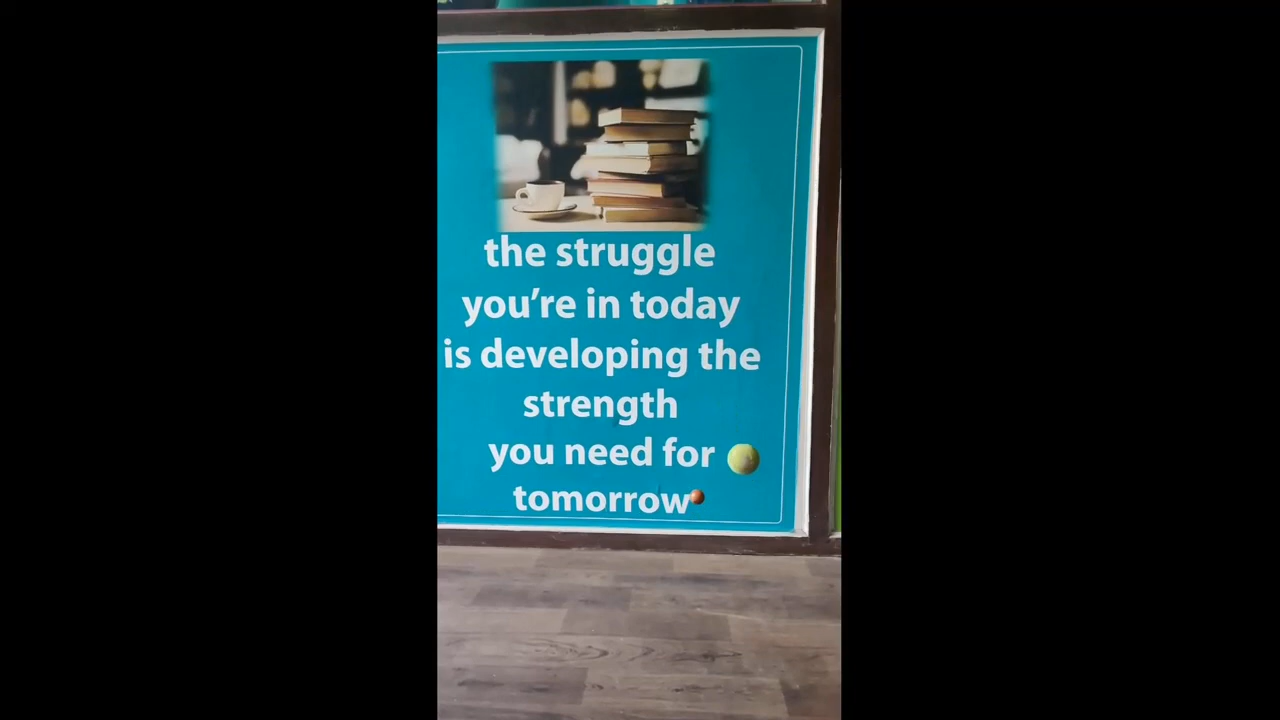 the struggle
you're in today
is developing the
strength
you need for
tomorrow